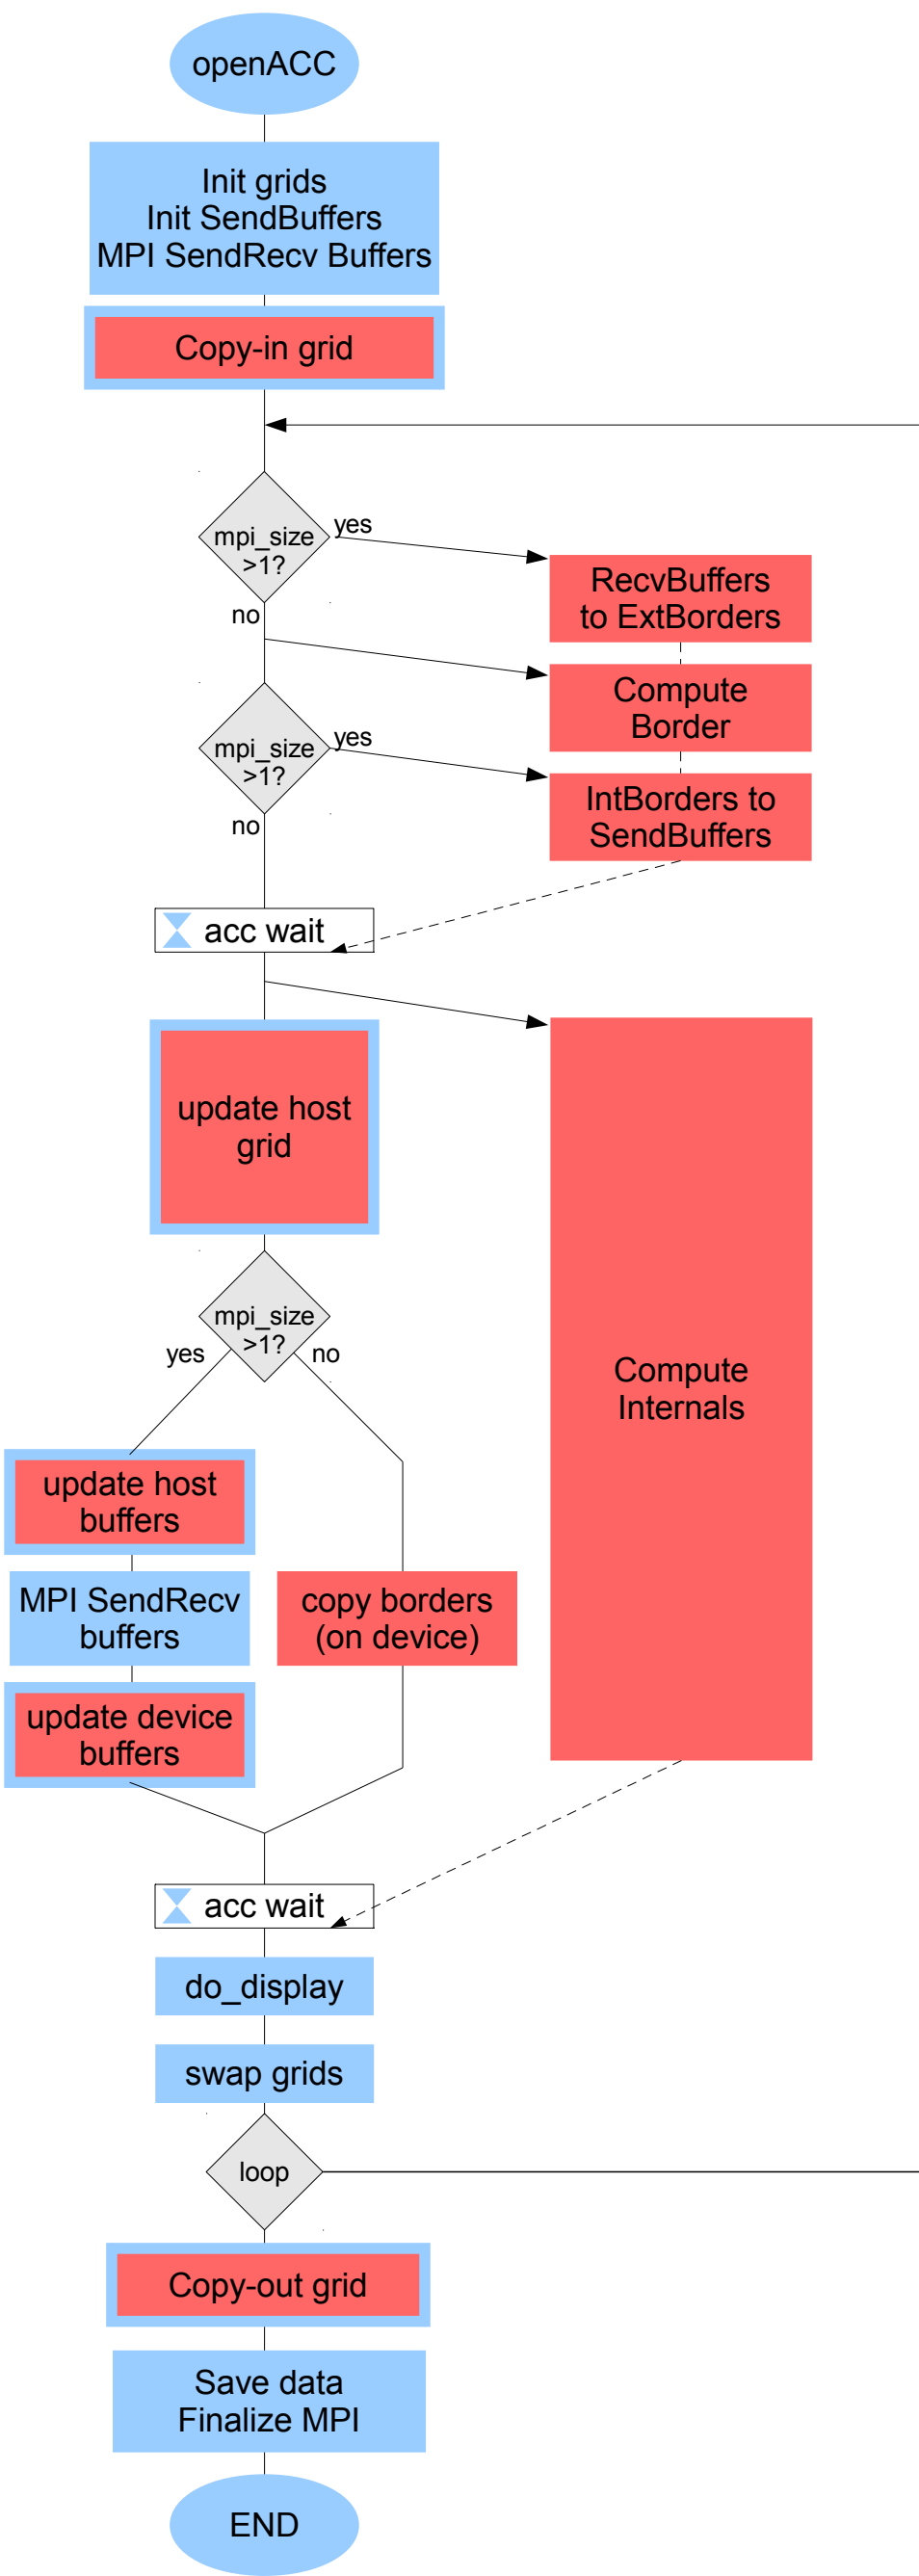 openACC
Init grids
Init SendBuffers
MPI SendRecv Buffers
Copy-in grid
mpi_size
>1?
yes
no
RecvBuffers
to ExtBorders
Compute
Border
mpi_size
>1?
yes
no
IntBorders to
SendBuffers
acc wait
update host
grid
Compute
Internals
mpi_size
>1?
yes
no
update host
buffers
MPI SendRecv
buffers
copy borders
(on device)
update device
buffers
acc wait
do_display
swap grids
loop
Copy-out grid
Save data
Finalize MPI
END